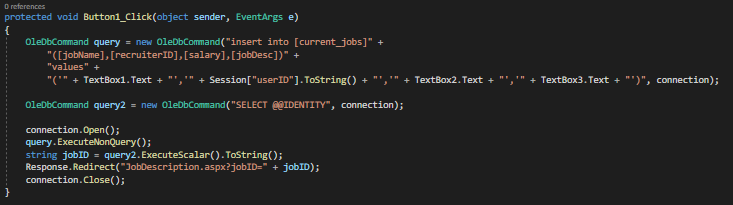 0 references
protected void Button1_Click(object sender, EventArgs e)
{
OleDbCommand query = new OleDbCommand("insert into [current_jobs]" +
"([jobName],[recruiterID],[salary],[jobDesc])" +
"values" +
"('" + TextBox1.Text + "','" + Session["userID"].ToString() + "','" + TextBox2.Text + "','" + TextBox3.Text + "')", connection);
OleDbCommand query2 = new OleDbCommand("SELECT @@IDENTITY", connection);
connection.Open();
query.ExecuteNonQuery();
string jobID = query2.ExecuteScalar().ToString();
Response.Redirect("JobDescription.aspx?jobID=" + jobID);
connection.Close();
}